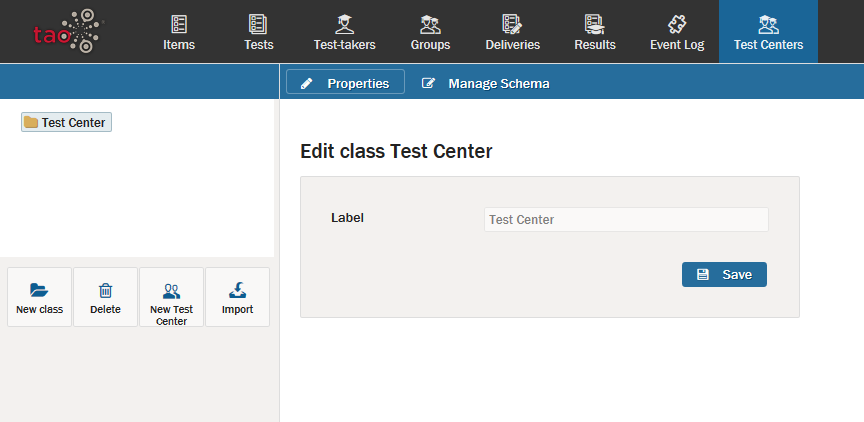 tao
Items
Tests
Test-takers
Groups
Deliveries
Results
Event Log
Test Centers
Properties
Manage Schema
Test Center
Edit class Test Center
Label
Test Center
Save
New class
Delete
New Test
Center
Import